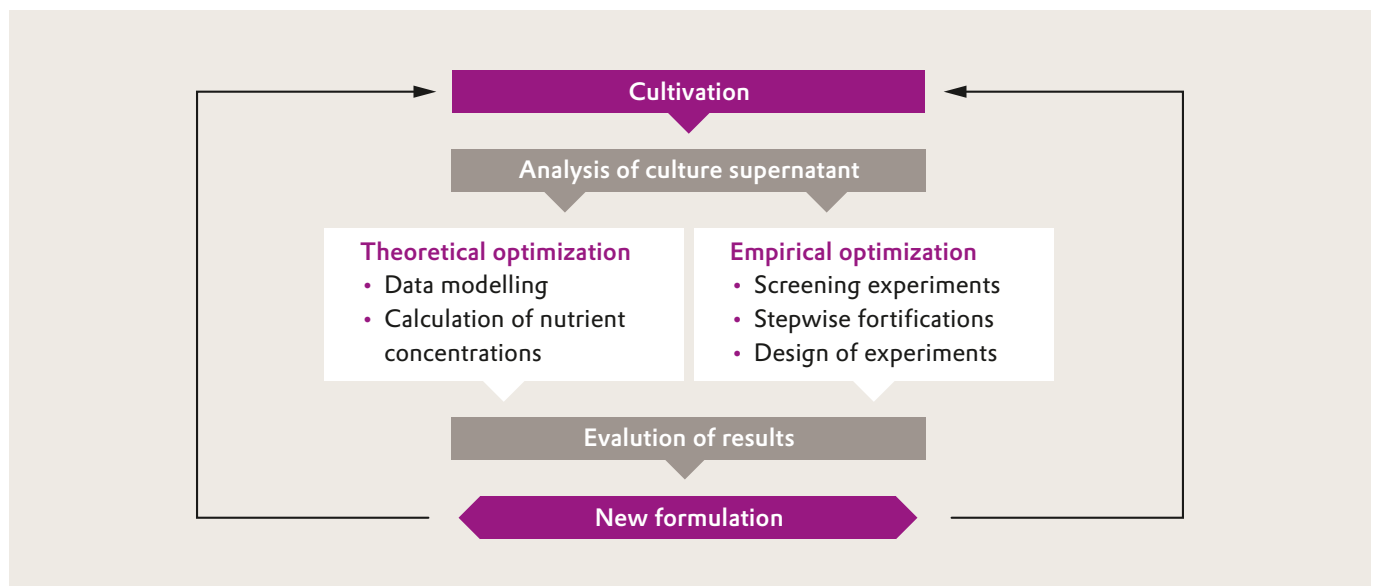 Cultivation
Analysis of culture supernatant
Theoretical optimization
• Data modelling
• Calculation of nutrient
concentrations
Empirical optimization
• Screening experiments
• Stepwise fortifications
• Design of experiments
Evalution of results
New formulation